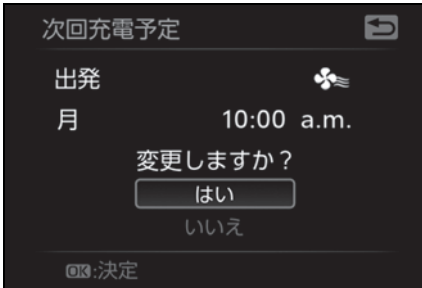 次回充電予定
出発
月 10:00 a.m.
変更しますか？
はい
いいえ
OK:決定